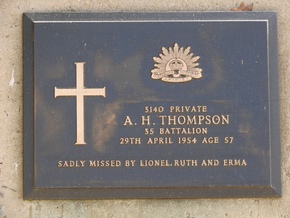 3140 PRIVATE
A. H. THOMPSON
35 BATTALION
29TH APRIL 1954 AGE 57
SADLY MISSED BY LIONEL, RUTH AND ERMA